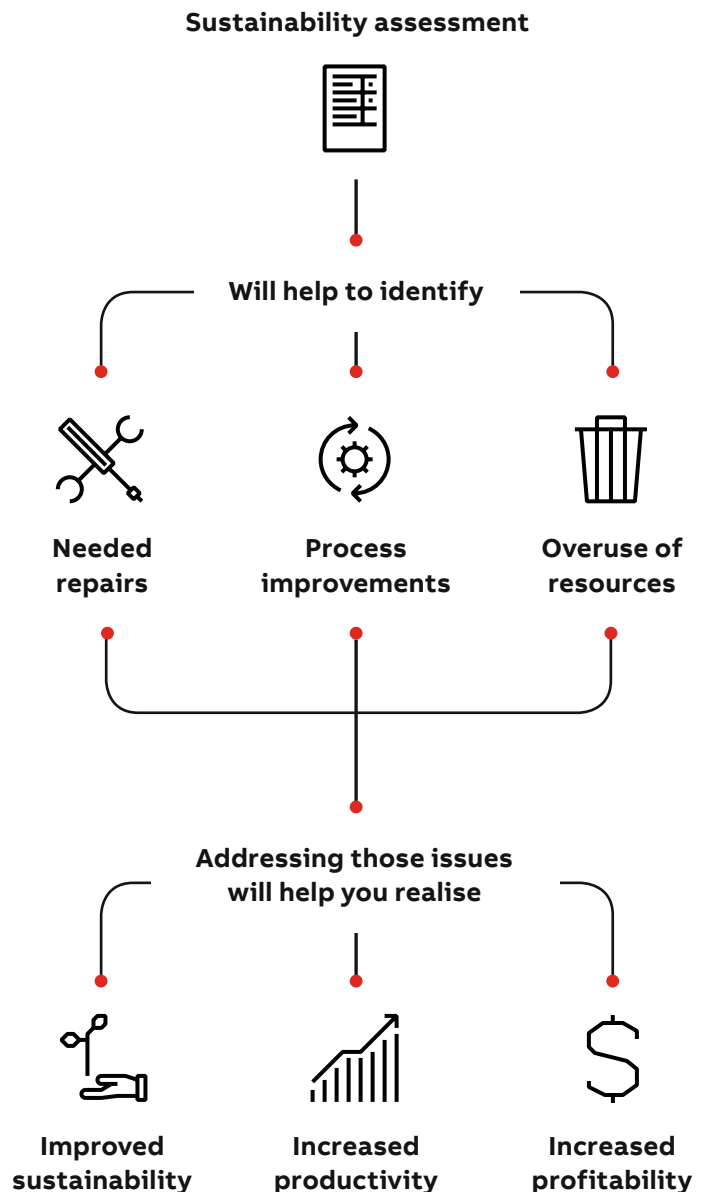 Sustainability assessment
Will help to identify
Needed
repairs
Process
improvements
Overuse of
resources
Addressing those issues
will help you realise
Improved
sustainability
Increased
productivity
Increased
profitability